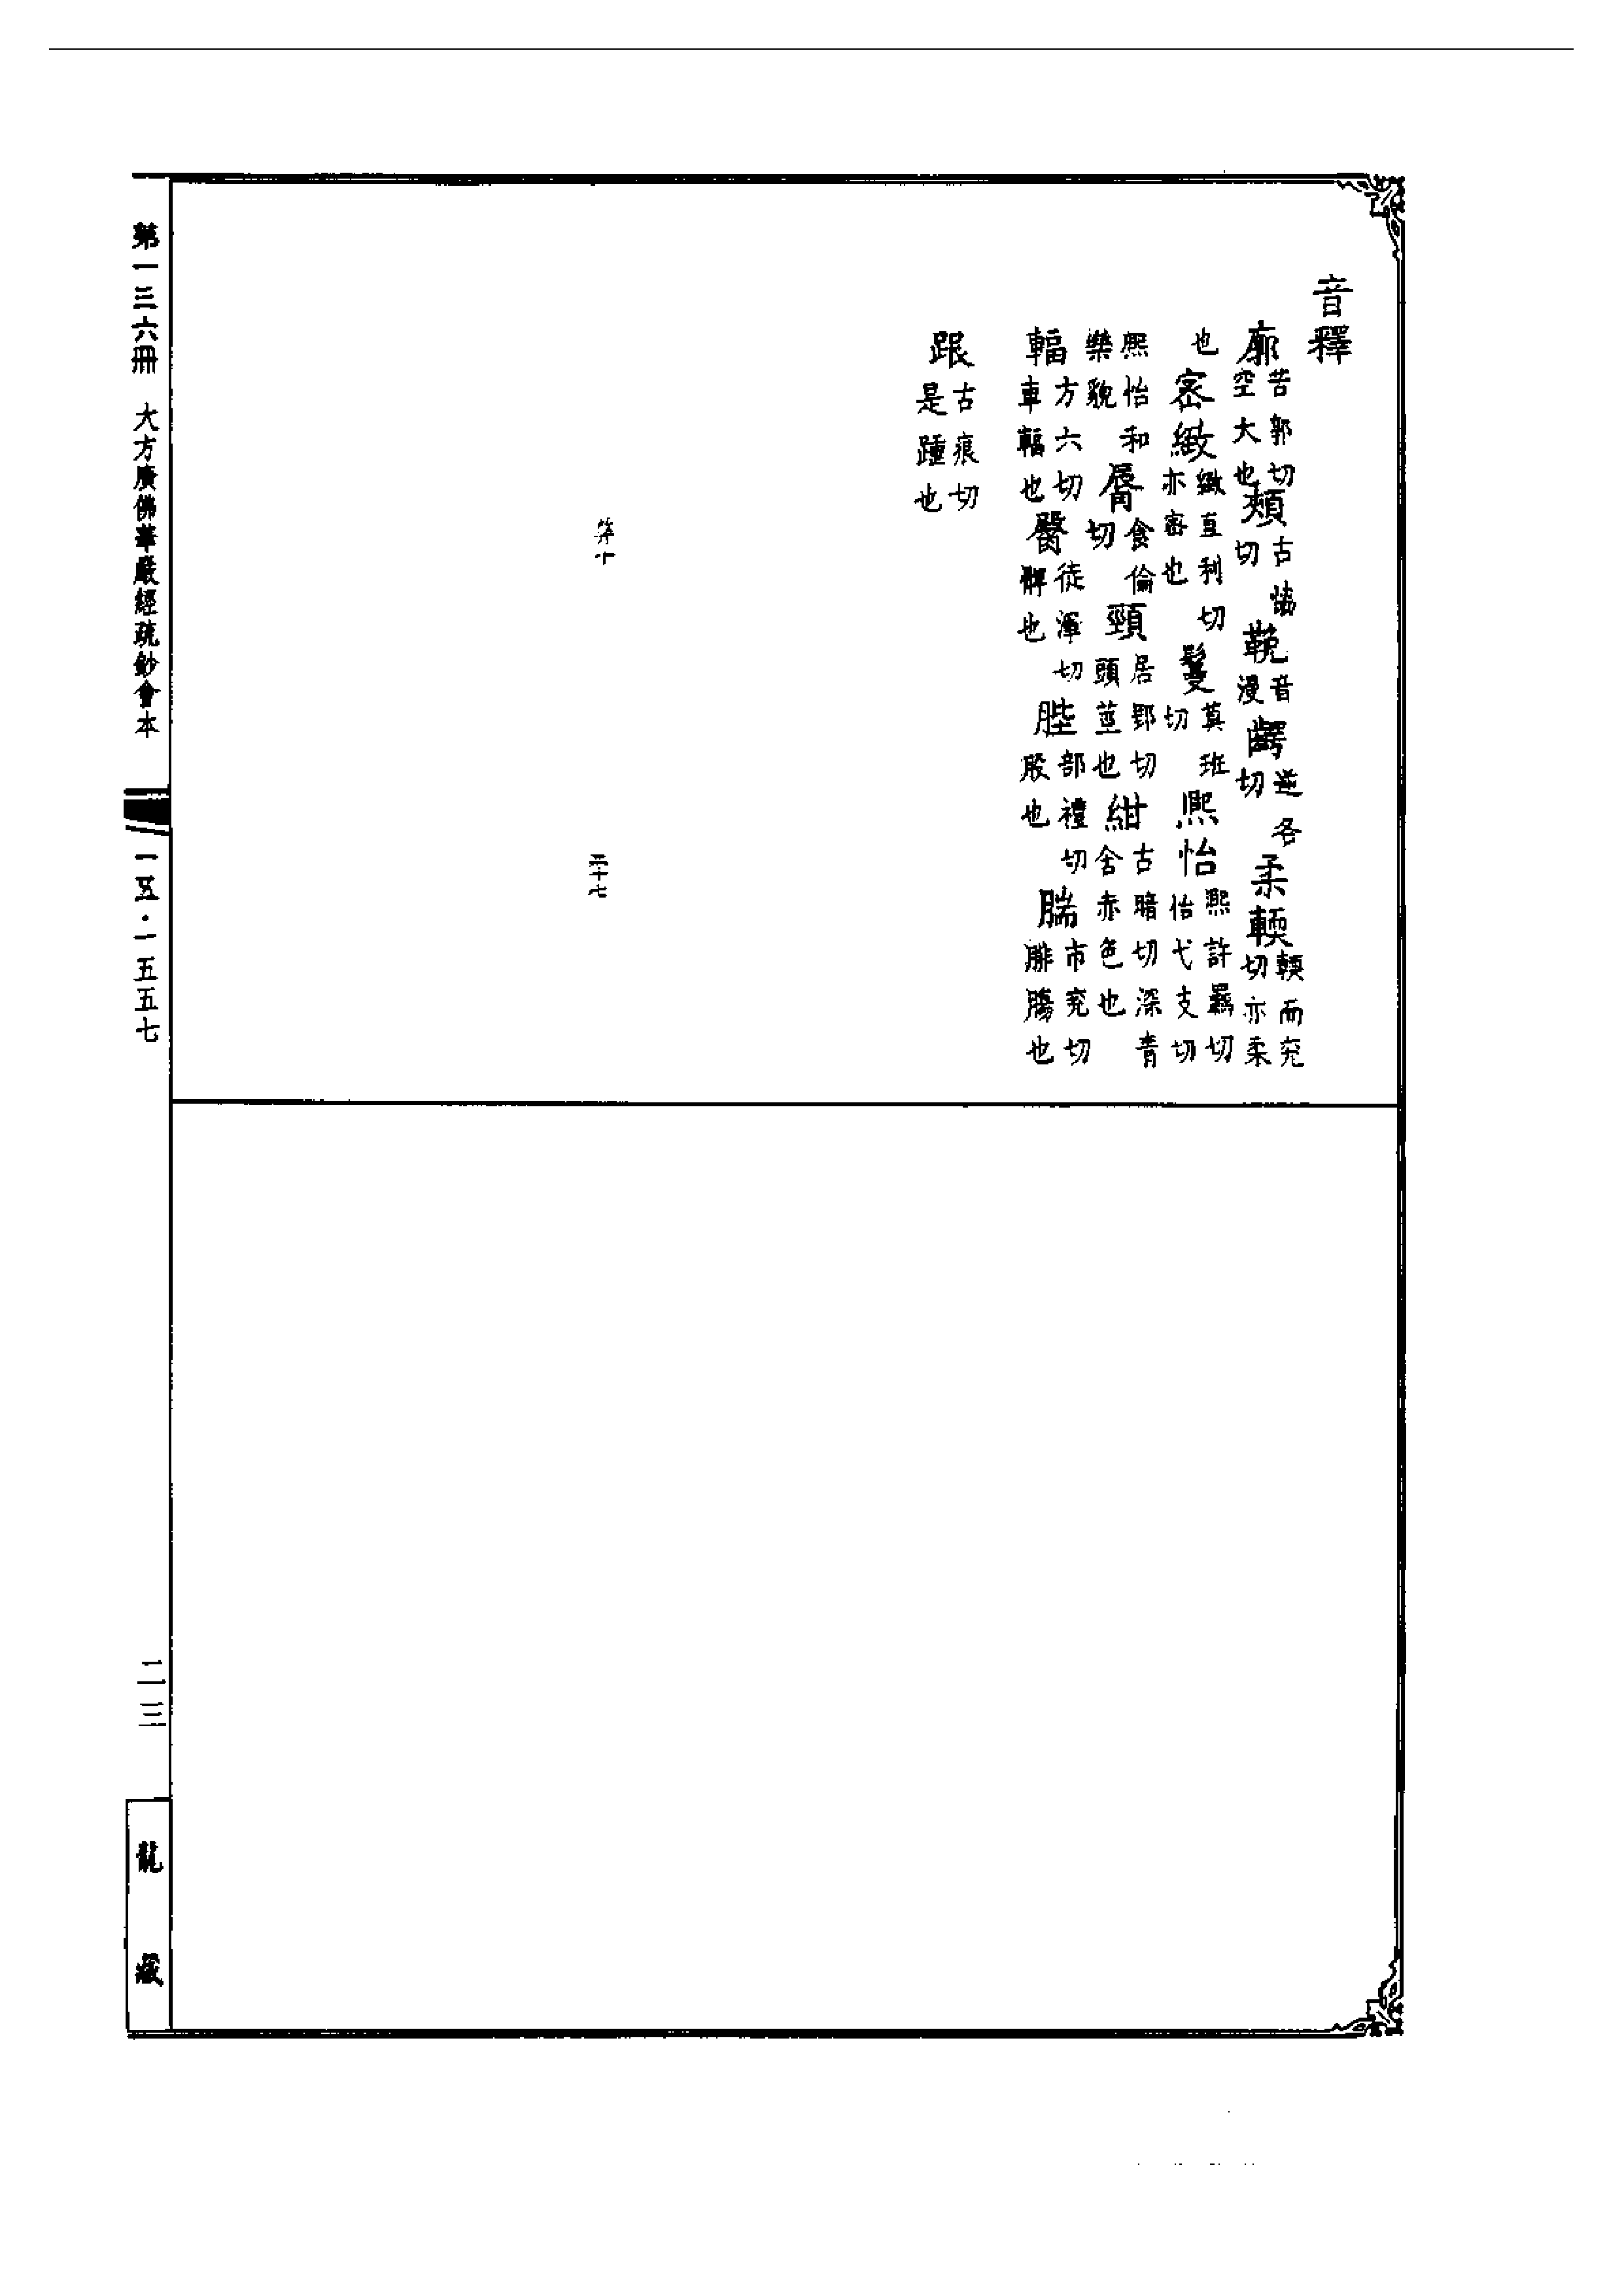 音釋
廓苦郭切空大也頰古協切鞔音漫齶逆各切柔輭輭而兖切亦柔
也密緻緻直利切亦密也鬘莫班切熙怡熙許羈切怡弋支切
熙怡和樂貌脣食倫切頸居郢切頭莖也紺古暗切深青含赤色也
輻方六切車輻也臋徒渾切髀也䏶部禮切股也腨市兖切腓腸也
跟古痕切足踵也
第十
二十七
第一三六冊 大方廣佛華嚴經疏鈔會本
一五五・一五五七
二一三
龍藏